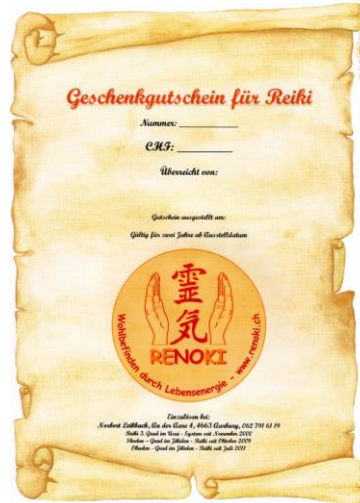 Geschenkgutschein für Reiki
Nummer:
CHF:
Überreicht von:
Gutschein ausgestellt am:
Gültig für zwei Jahre ab Ausstelldatum
靈
気
RENOKI
Wohlbefinden durch Lebensenergie - www.renoki.ch
Einzulösen bei:
Norbert Leibbach, An der Aare 4, 4663 Aarburg, 062 791 61 79
Reiki 3. Grad im Usui - System seit November 2000
Shoden - Grad im Jikiden - Reiki seit Oktober 2009
Okuden - Grad im Jikiden - Reiki seit Juli 2011